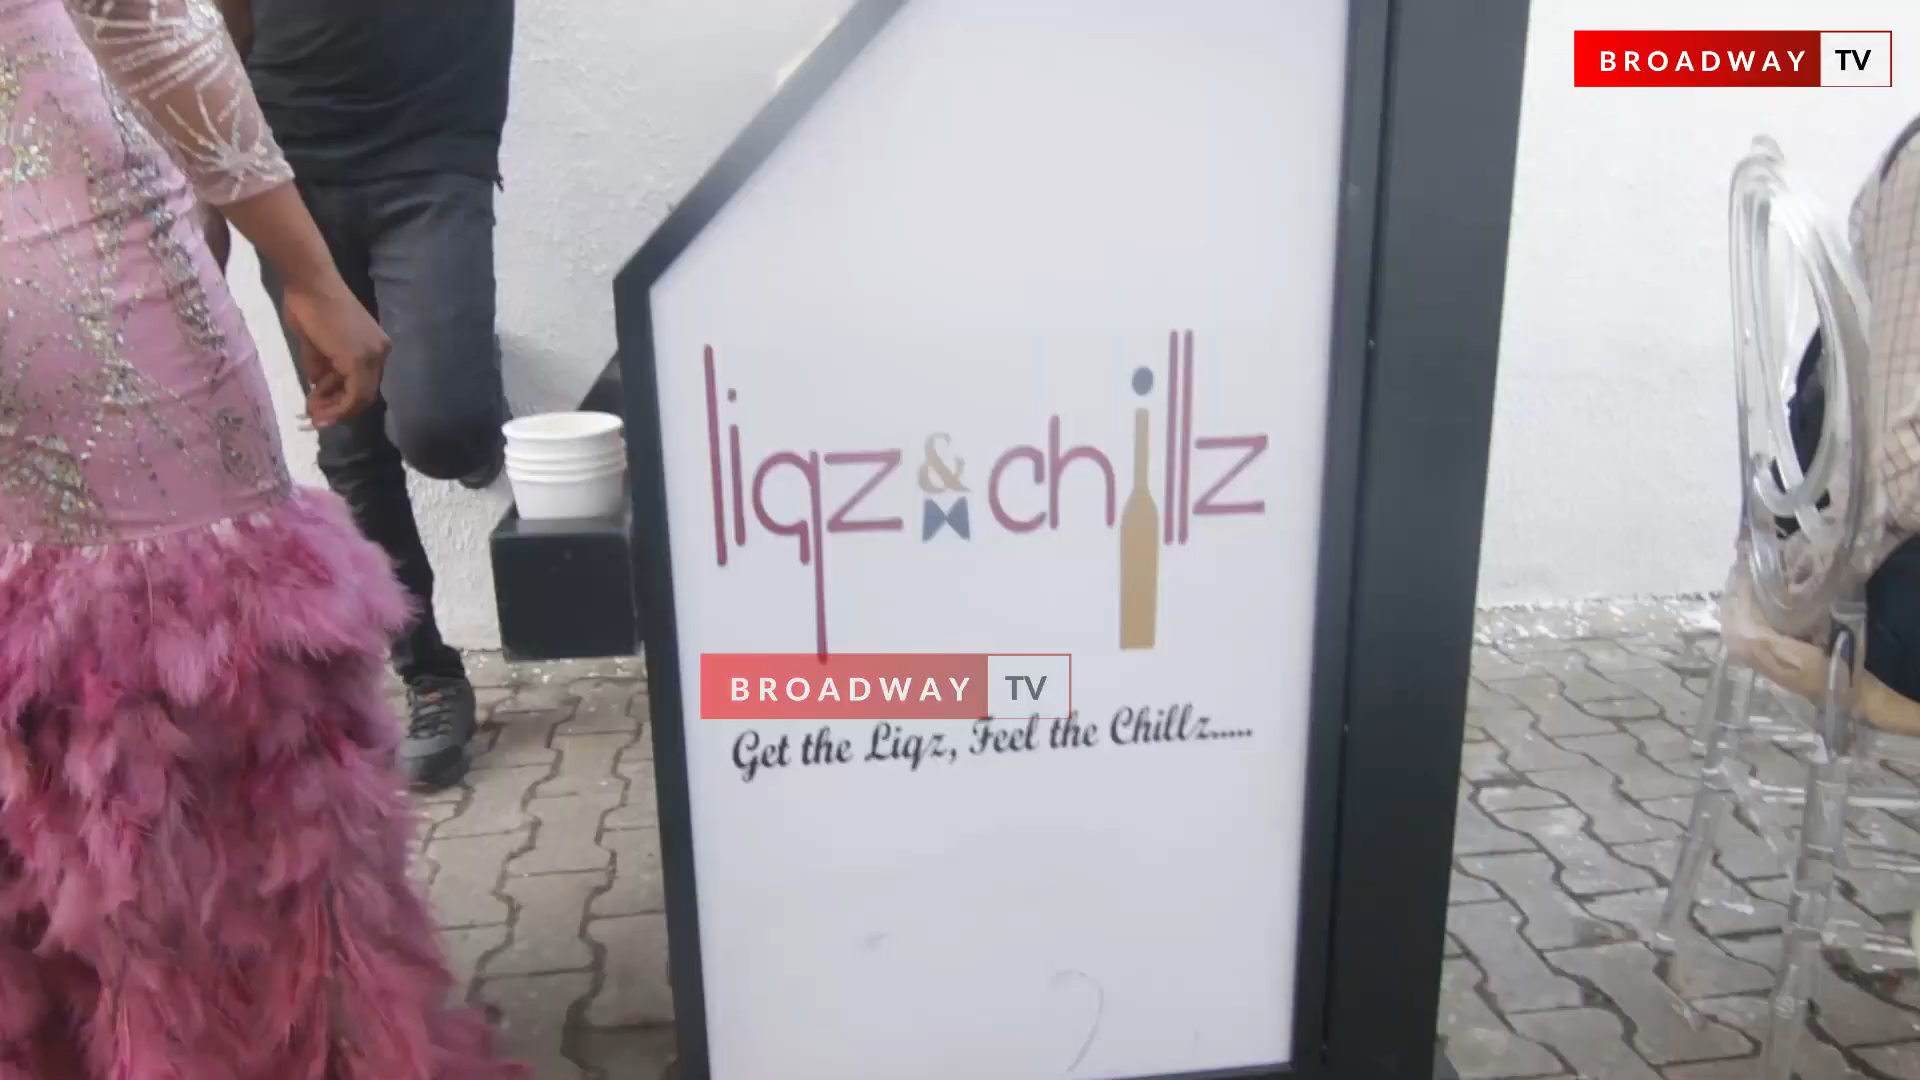 BROADWAY TV
liqz & chillz
BROADWAY TV
Get the Liqz, Feel the Chillz.....